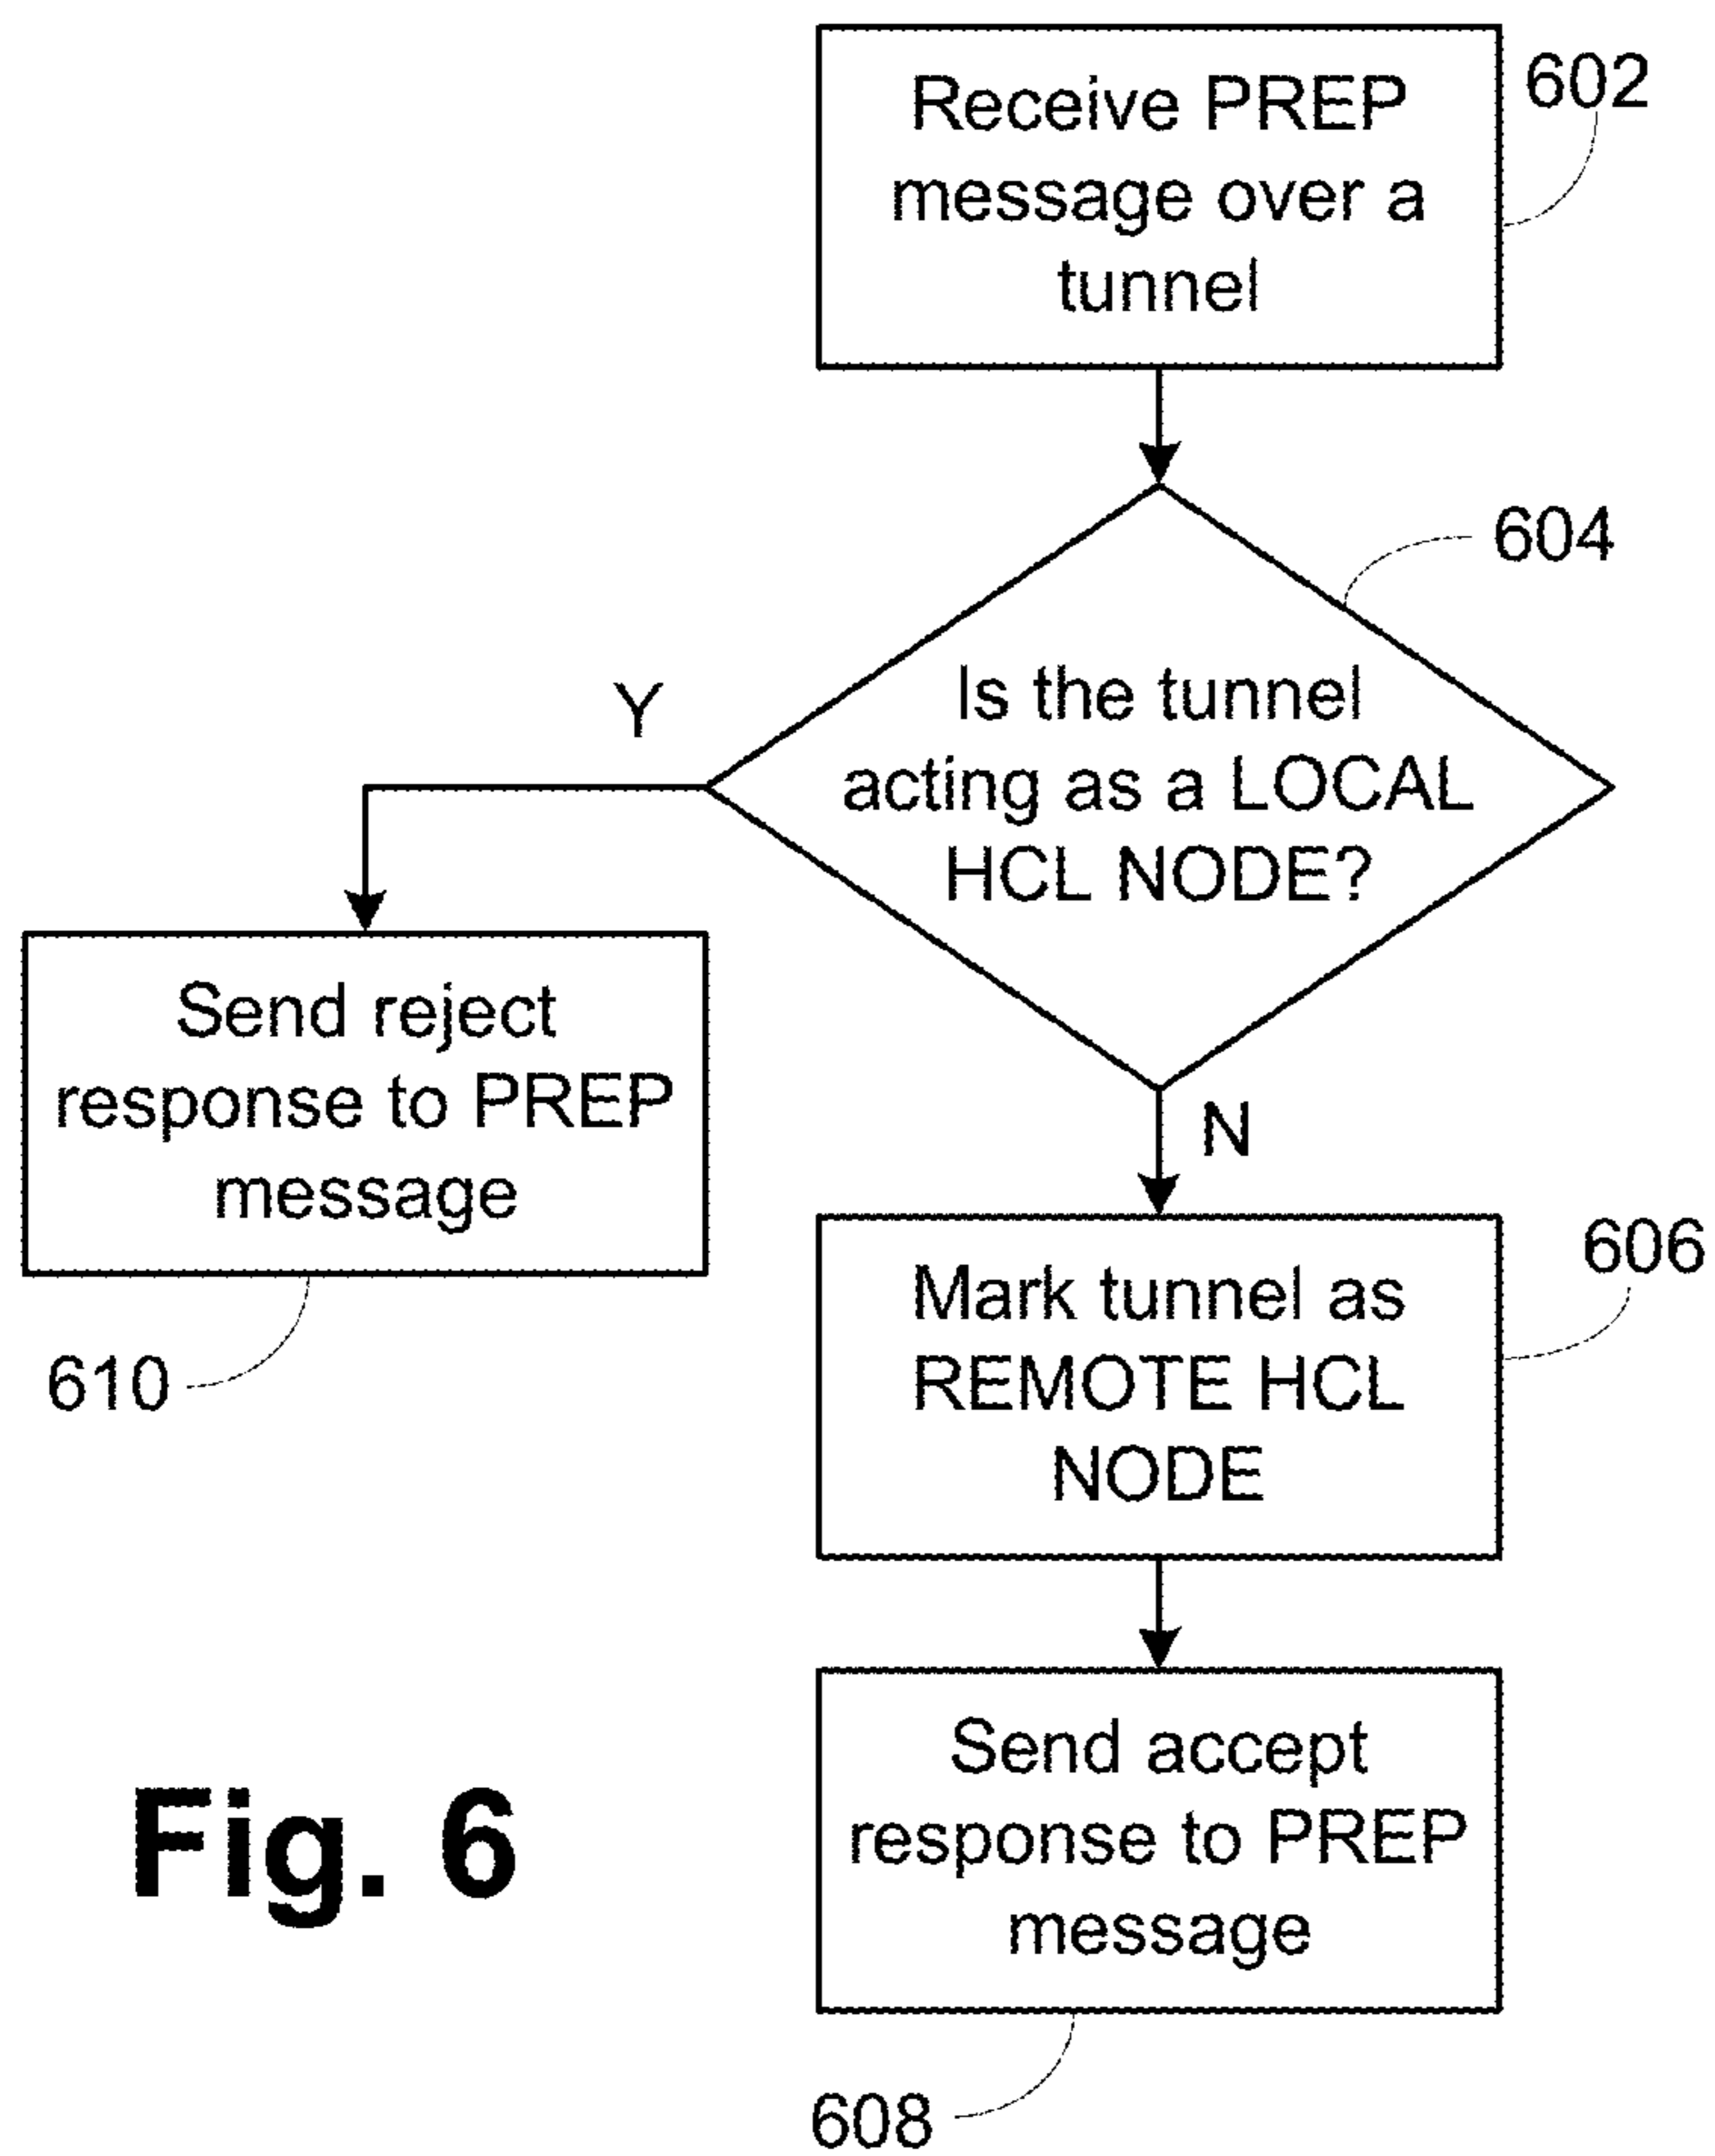 Receive PREP
message over a
tunnel
602
604
Is the tunnel
acting as a LOCAL
HCL NODE?
Y
N
Send reject
response to PREP
message
610
Mark tunnel as
REMOTE HCL
NODE
606
Send accept
response to PREP
message
608
Fig. 6